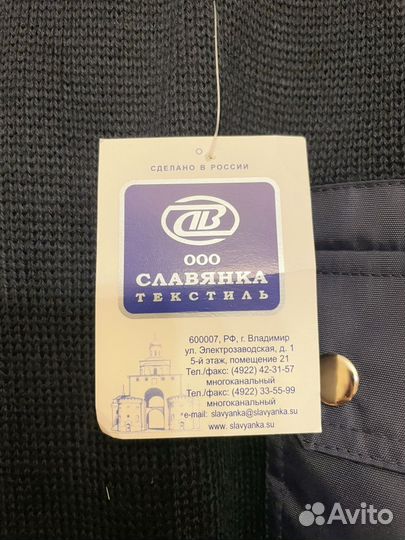 СДЕЛАНО В РОССИИ
ООО
СЛАВЯНКА
ТЕКСТИЛЬ
600007, РФ, г. Владимир
ул. Электрозаводская, д. 1
5-й этаж, помещение 21
Тел./факс: (4922) 42-31-57
многоканальный
Тел./факс: (4922) 33-55-99
многоканальный
e-mail: slavyanka@slavyanka.su
www. slavyanka.su
Avito